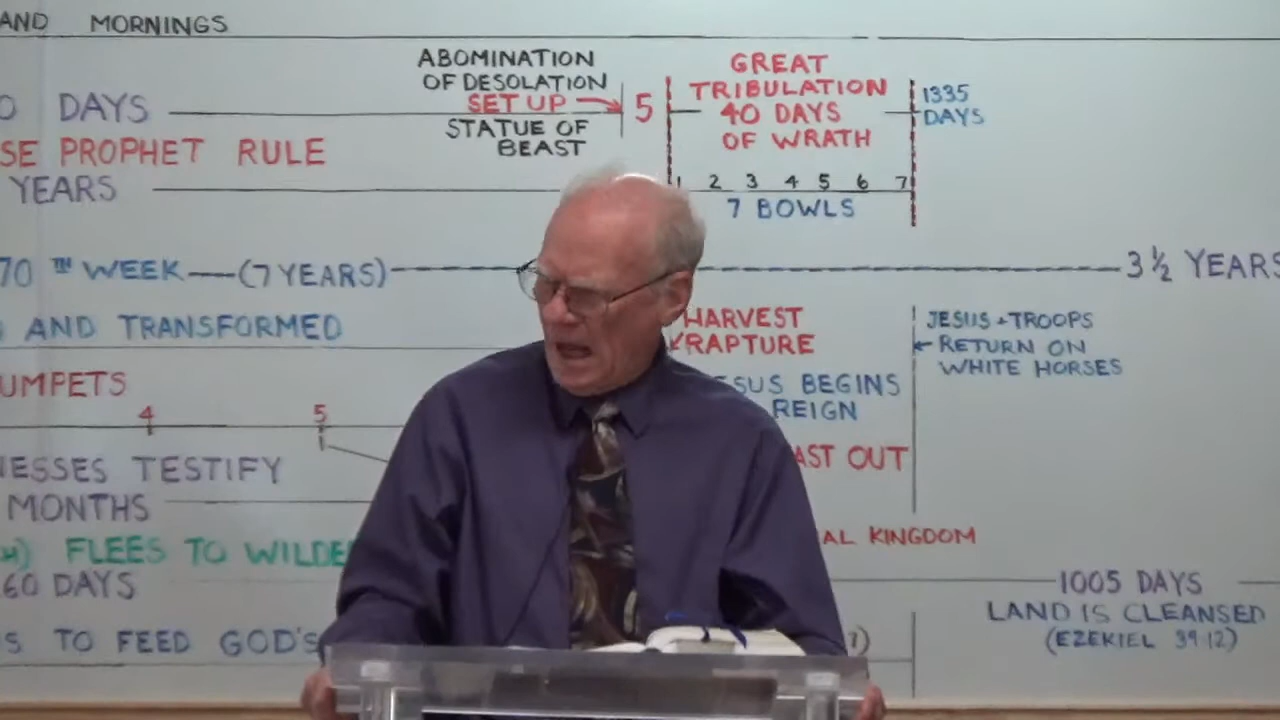 AND MORNINGS
ABOMINATION
OF DESOLATION
SET UP
STATUE OF
BEAST
5
GREAT
TRIBULATION
40 DAYS
OF WRATH
1335
DAYS
0 DAYS
SE PROPHET RULE
YEARS
1 2 3 4 5 6 7
7 BOWLS
70 TH WEEK (7 YEARS)
3 1/2 YEARS
AND TRANSFORMED
HARVEST
RAPTURE
JESUS + TROOPS
RETURN ON
WHITE HORSES
ESUS BEGINS
REIGN
UMPETS
4 5
AST OUT
NESSES TESTIFY
MONTHS
AL KINGDOM
FLEES TO WILDE
60 DAYS
1005 DAYS
LAND IS CLEANSED
(EZEKIEL 39:12)
S TO FEED GOD'S